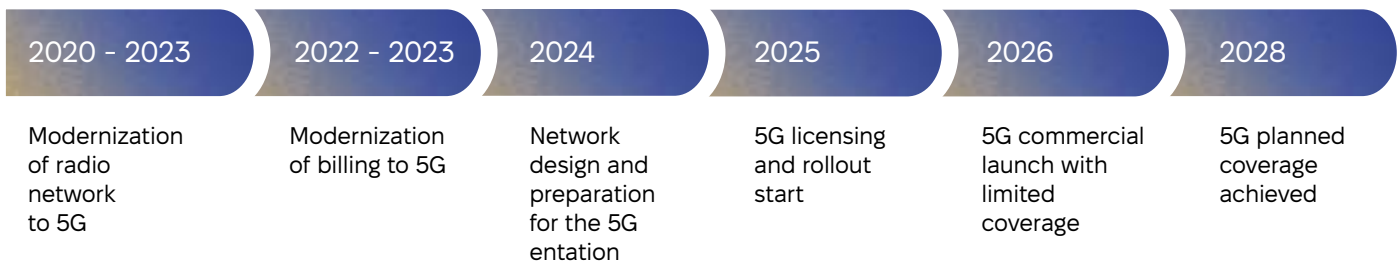 2020 - 2023
Modernization
of radio
network
to 5G
2022 - 2023
Modernization
of billing to 5G
2024
Network
design and
preparation
for the 5G
entation
2025
5G licensing
and rollout
start
2026
5G commercial
launch with
limited
coverage
2028
5G planned
coverage
achieved